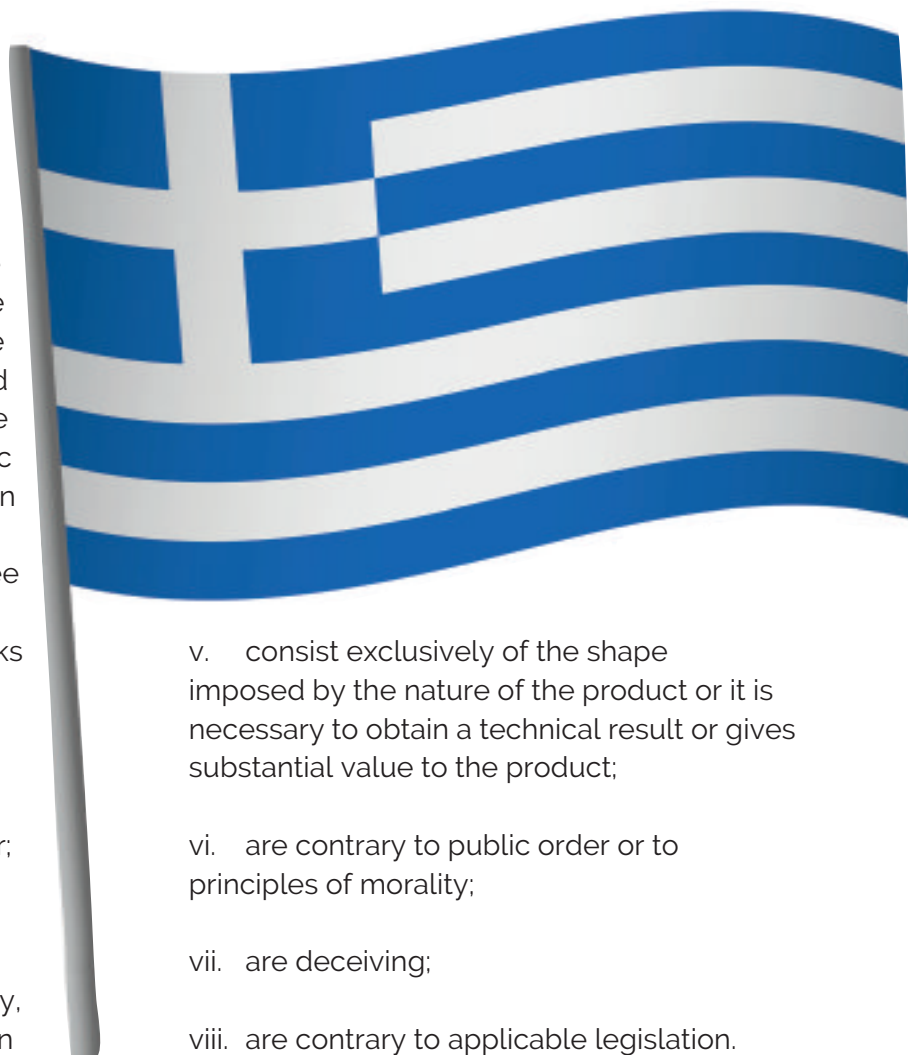 e
e
d
e
c
n
ee
ks
r;
y,
n
v. consist exclusively of the shape
imposed by the nature of the product or it is
necessary to obtain a technical result or gives
substantial value to the product;
vi. are contrary to public order or to
principles of morality;
vii. are deceiving;
viii. are contrary to applicable legislation.